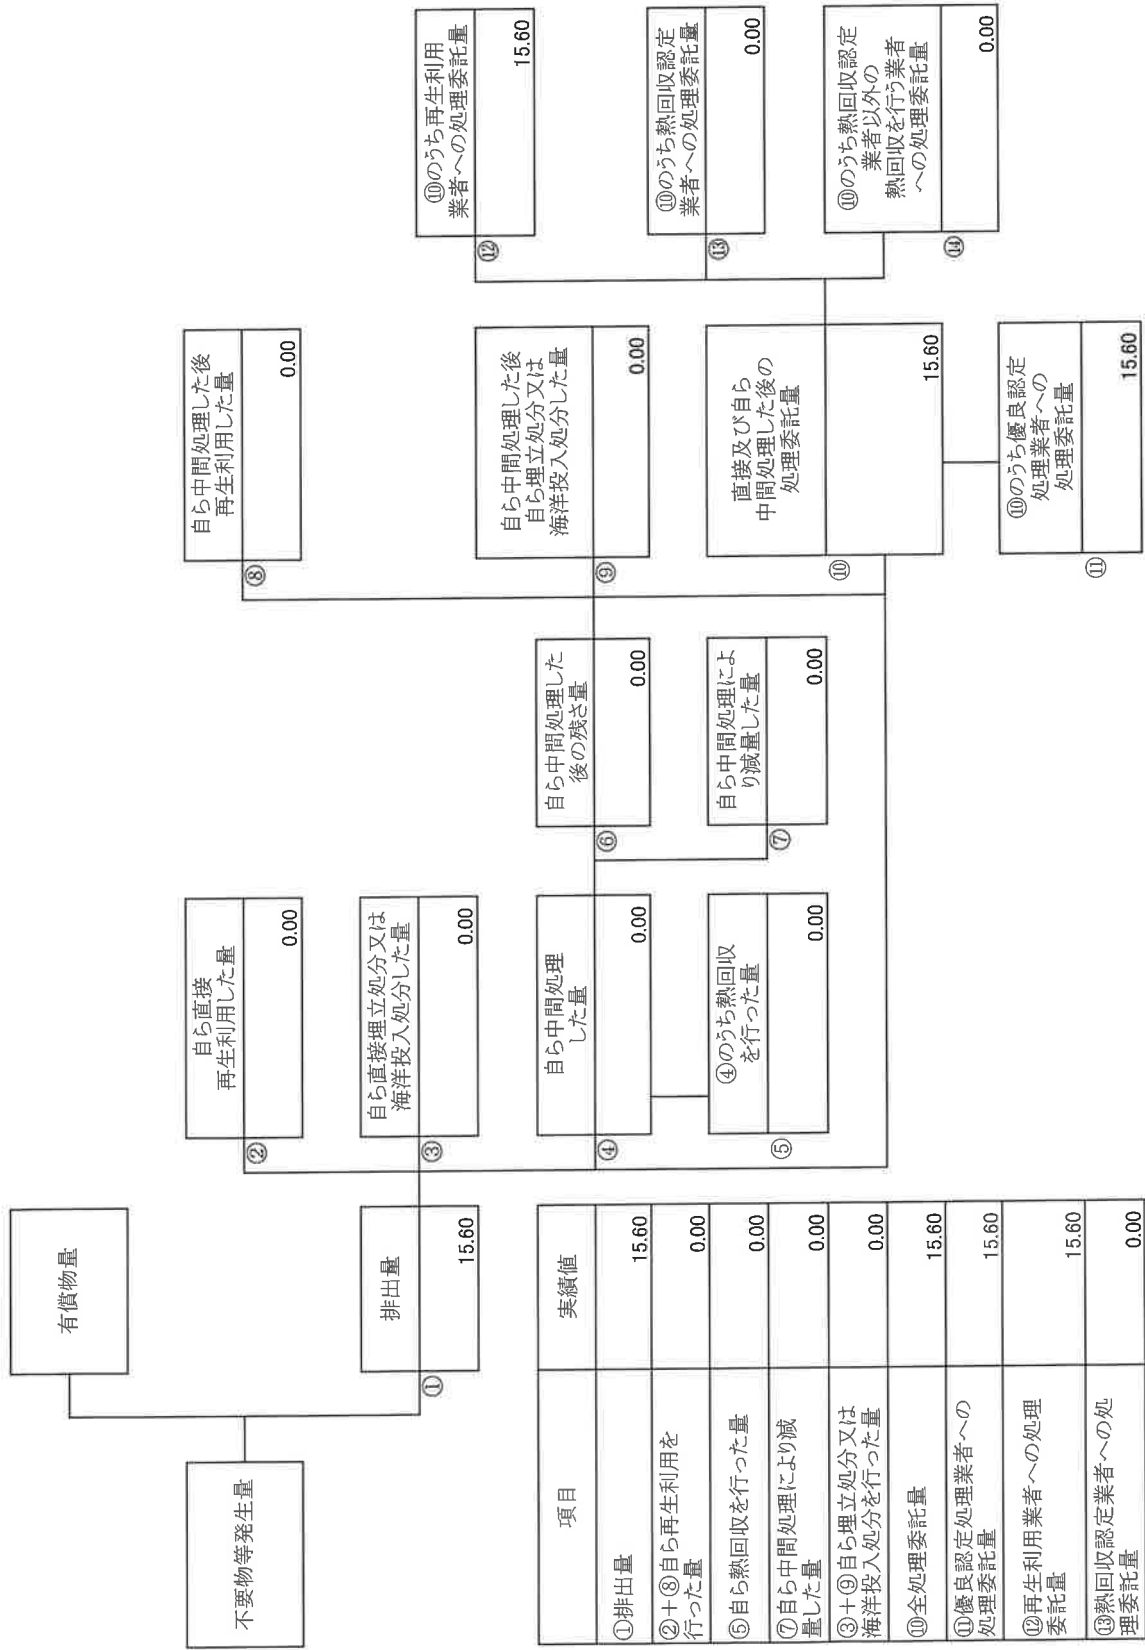 不要物等発生量
有償物量
①
排出量
15.60
②
自ら直接
再生利用した量
0.00
③
自ら直接埋立処分又は
海洋投入処分した量
0.00
④
自ら中間処理
した量
0.00
⑤
④のうち熱回収
を行った量
0.00
⑥
自ら中間処理した
後の残さ量
0.00
⑦
自ら中間処理によ
り減量した量
0.00
⑧
自ら中間処理した後
再生利用した量
0.00
⑨
自ら中間処理した後
自ら埋立処分又は
海洋投入処分した量
0.00
⑩
直接及び自ら
中間処理した後の
処理委託量
15.60
⑪
⑩のうち優良認定
処理業者への
処理委託量
15.60
⑫
⑩のうち再生利用
業者への処理委託量
15.60
⑬
⑩のうち熱回収認定
業者への処理委託量
0.00
⑭
⑩のうち熱回収認定
業者以外の
熱回収を行う業者
への処理委託量
0.00
項目 実績値
①排出量 15.60
②+⑧自ら再生利用を
行った量 0.00
⑤自ら熱回収を行った量 0.00
⑦自ら中間処理により減
量した量 0.00
③+⑨自ら埋立処分又は
海洋投入処分を行った量 0.00
⑩全処理委託量 15.60
⑪優良認定処理業者への
処理委託量 15.60
⑫再生利用業者への処理
委託量 15.60
⑬熱回収認定業者への処
理委託量 0.00